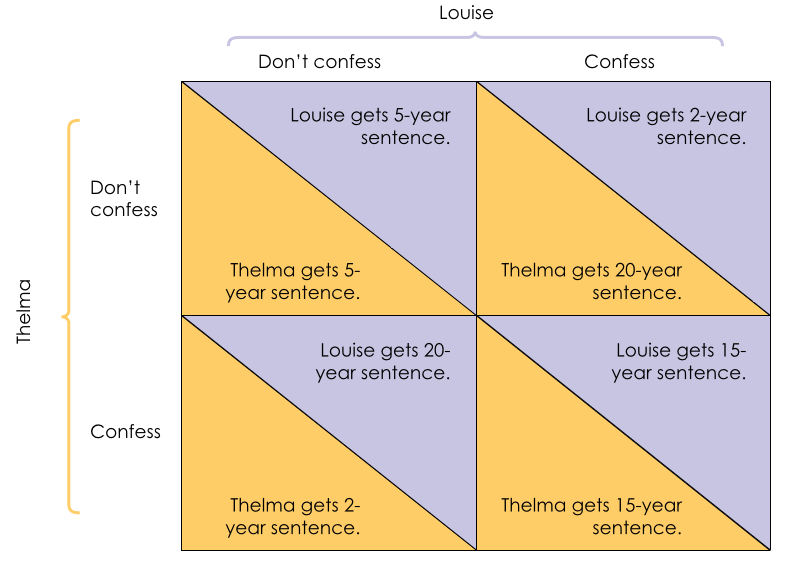 Louise
Don’t confess
Confess
Louise gets 5-year
sentence.
Louise gets 2-year
sentence.
Don’t
confess
Thelma gets 5-
year sentence.
Thelma gets 20-year
sentence.
Thelma
Louise gets 20-
year sentence.
Louise gets 15-
year sentence.
Confess
Thelma gets 2-
year sentence.
Thelma gets 15-year
sentence.